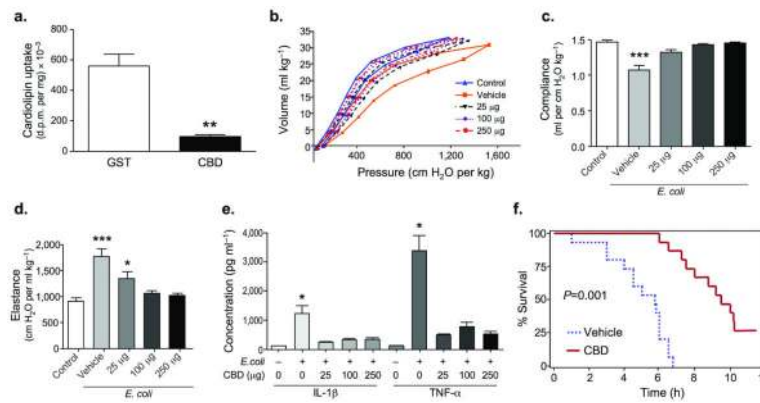 a.
Cardiolipin uptake
(d.p.m. per mg) × 10⁻³
800
600
400
200
0
**
GST
CBD
b.
Volume (ml kg⁻¹)
35
30
25
20
15
10
5
0
400
800
1,200
1,600
Pressure (cm H₂O per kg)
Control
Vehicle
25 µg
100 µg
250 µg
c.
Compliance
(ml per cm H₂O kg⁻¹)
1.5
1.0
0.5
0
***
Control
Vehicle
25 µg
100 µg
250 µg
E. coli
d.
Elastance
(cm H₂O per ml kg⁻¹)
2,000
1,500
1,000
500
0
***
*
Control
Vehicle
25 µg
100 µg
250 µg
E. coli
e.
Concentration (pg ml⁻¹)
4,000
3,000
2,000
1,000
0
*
*
E.coli – + + + + – + + + +
CBD (µg) 0 0 25 100 250 0 0 25 100 250
IL-1β
TNF-α
f.
% Survival
100
75
50
25
0
P=0.001
Vehicle
CBD
0 2 4 6 8 10
Time (h)